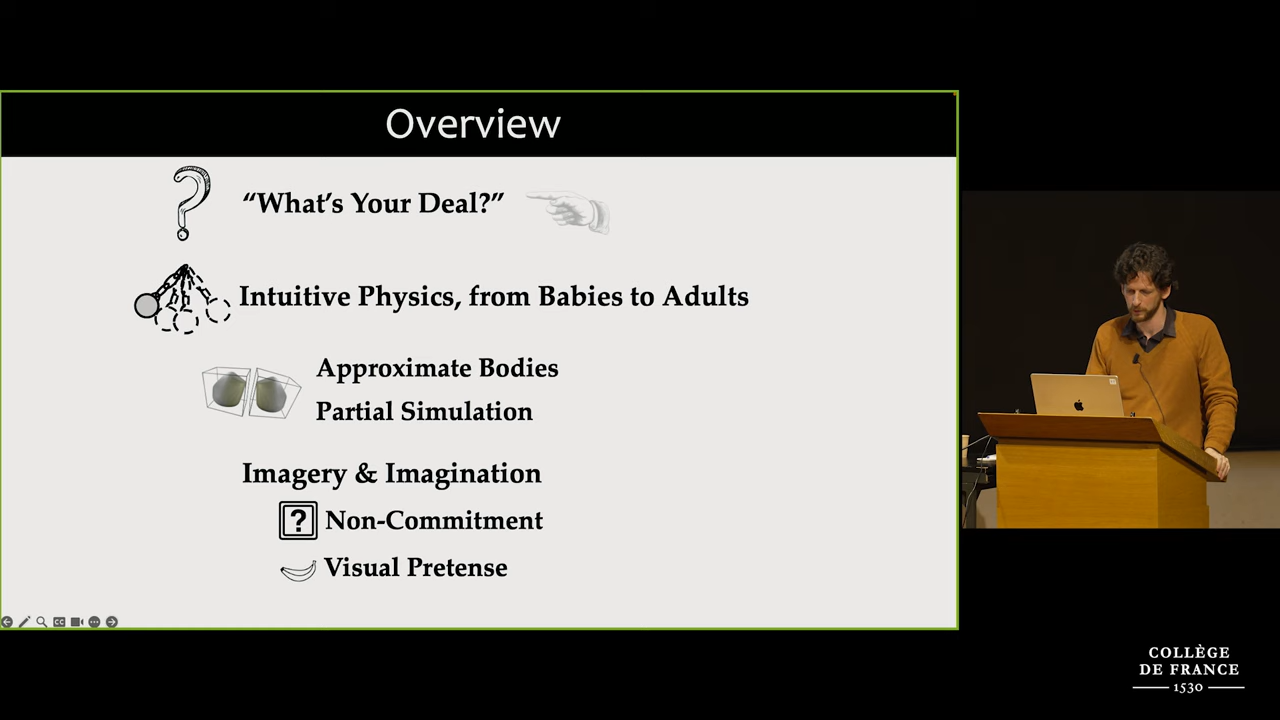 Overview
“What’s Your Deal?”
Intuitive Physics, from Babies to Adults
Approximate Bodies
Partial Simulation
Imagery & Imagination
? Non-Commitment
Visual Pretense
COLLÈGE
DE FRANCE
1530